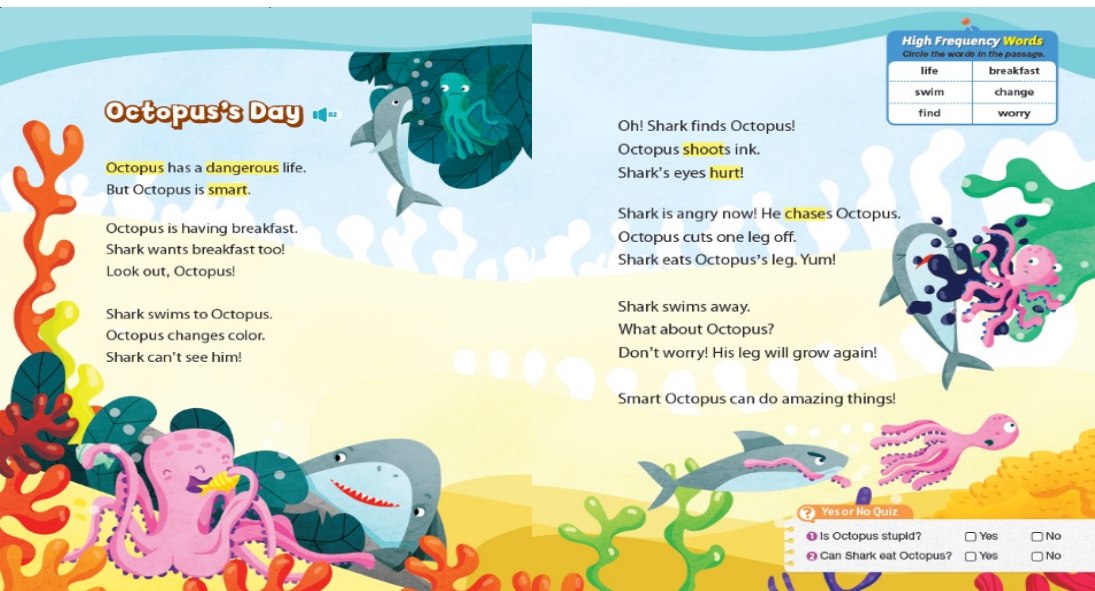 Octopus's Day
02
Octopus has a dangerous life.
But Octopus is smart.
Octopus is having breakfast.
Shark wants breakfast too!
Look out, Octopus!
Shark swims to Octopus.
Octopus changes color.
Shark can't see him!
High Frequency Words
Circle the words in the passage.
life breakfast
swim change
find worry
Oh! Shark finds Octopus!
Octopus shoots ink.
Shark's eyes hurt!
Shark is angry now! He chases Octopus.
Octopus cuts one leg off.
Shark eats Octopus's leg. Yum!
Shark swims away.
What about Octopus?
Don't worry! His leg will grow again!
Smart Octopus can do amazing things!
? Yes or No Quiz
1 Is Octopus stupid? Yes No
2 Can Shark eat Octopus? Yes No